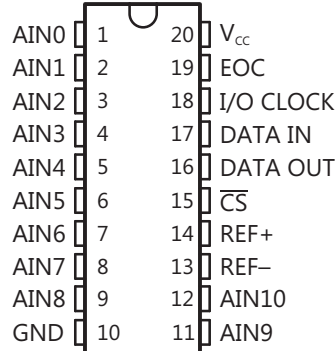 AIN0 1 20 Vcc
AIN1 2 19 EOC
AIN2 3 18 I/O CLOCK
AIN3 4 17 DATA IN
AIN4 5 16 DATA OUT
AIN5 6 15 C̅S̅
AIN6 7 14 REF+
AIN7 8 13 REF–
AIN8 9 12 AIN10
GND 10 11 AIN9